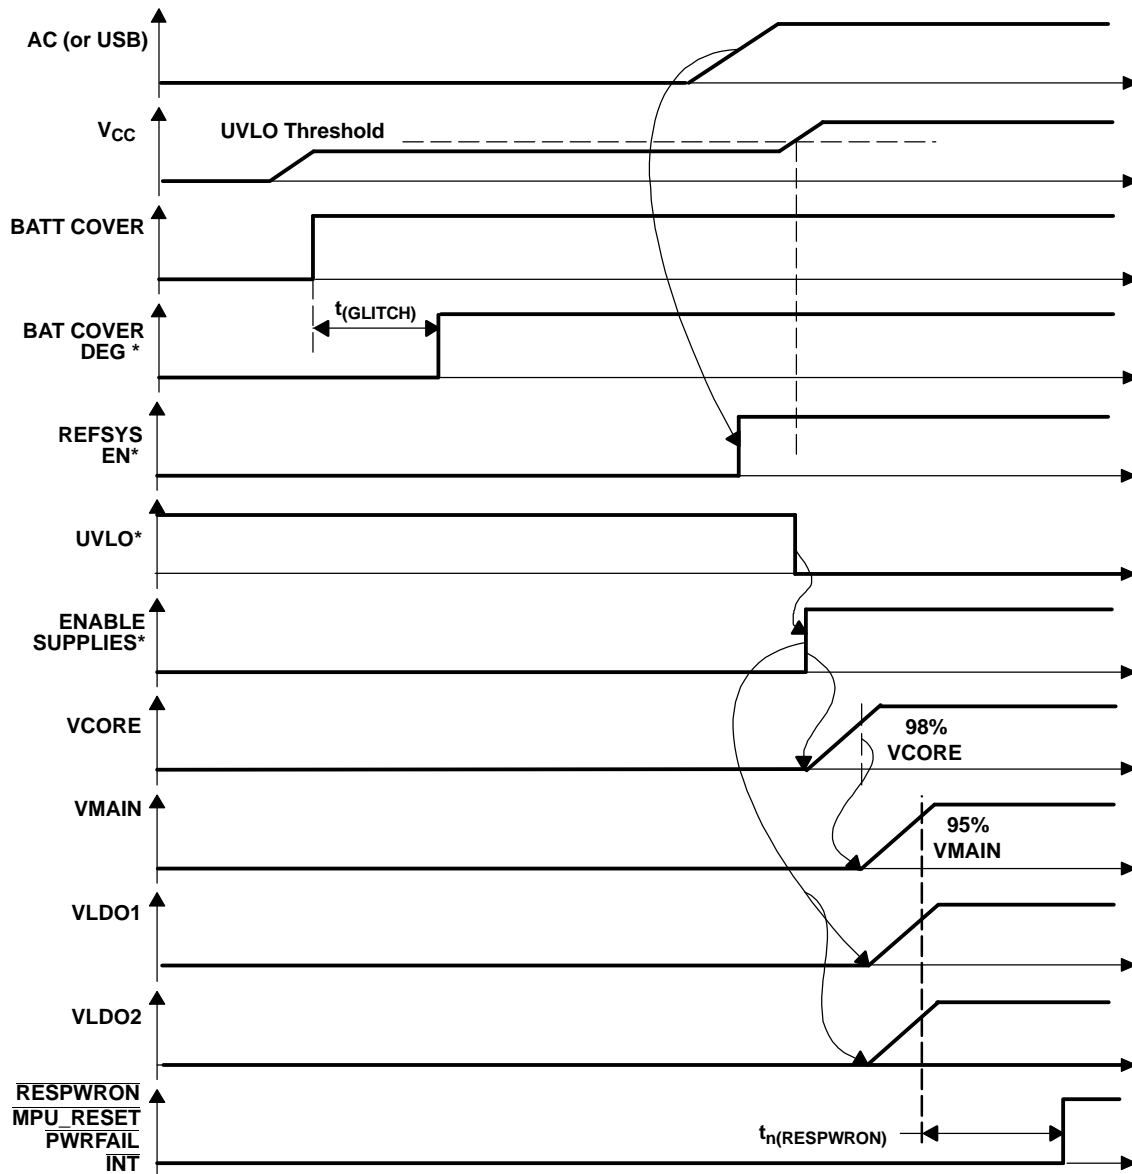 AC (or USB)
VCC
UVLO Threshold
BATT COVER
t(GLITCH)
BAT COVER
DEG *
REFSYS
EN*
UVLO*
ENABLE
SUPPLIES*
VCORE
98%
VCORE
VMAIN
95%
VMAIN
VLDO1
VLDO2
RESPWRON
MPU_RESET
PWRFAIL
INT
tn(RESPWRON)